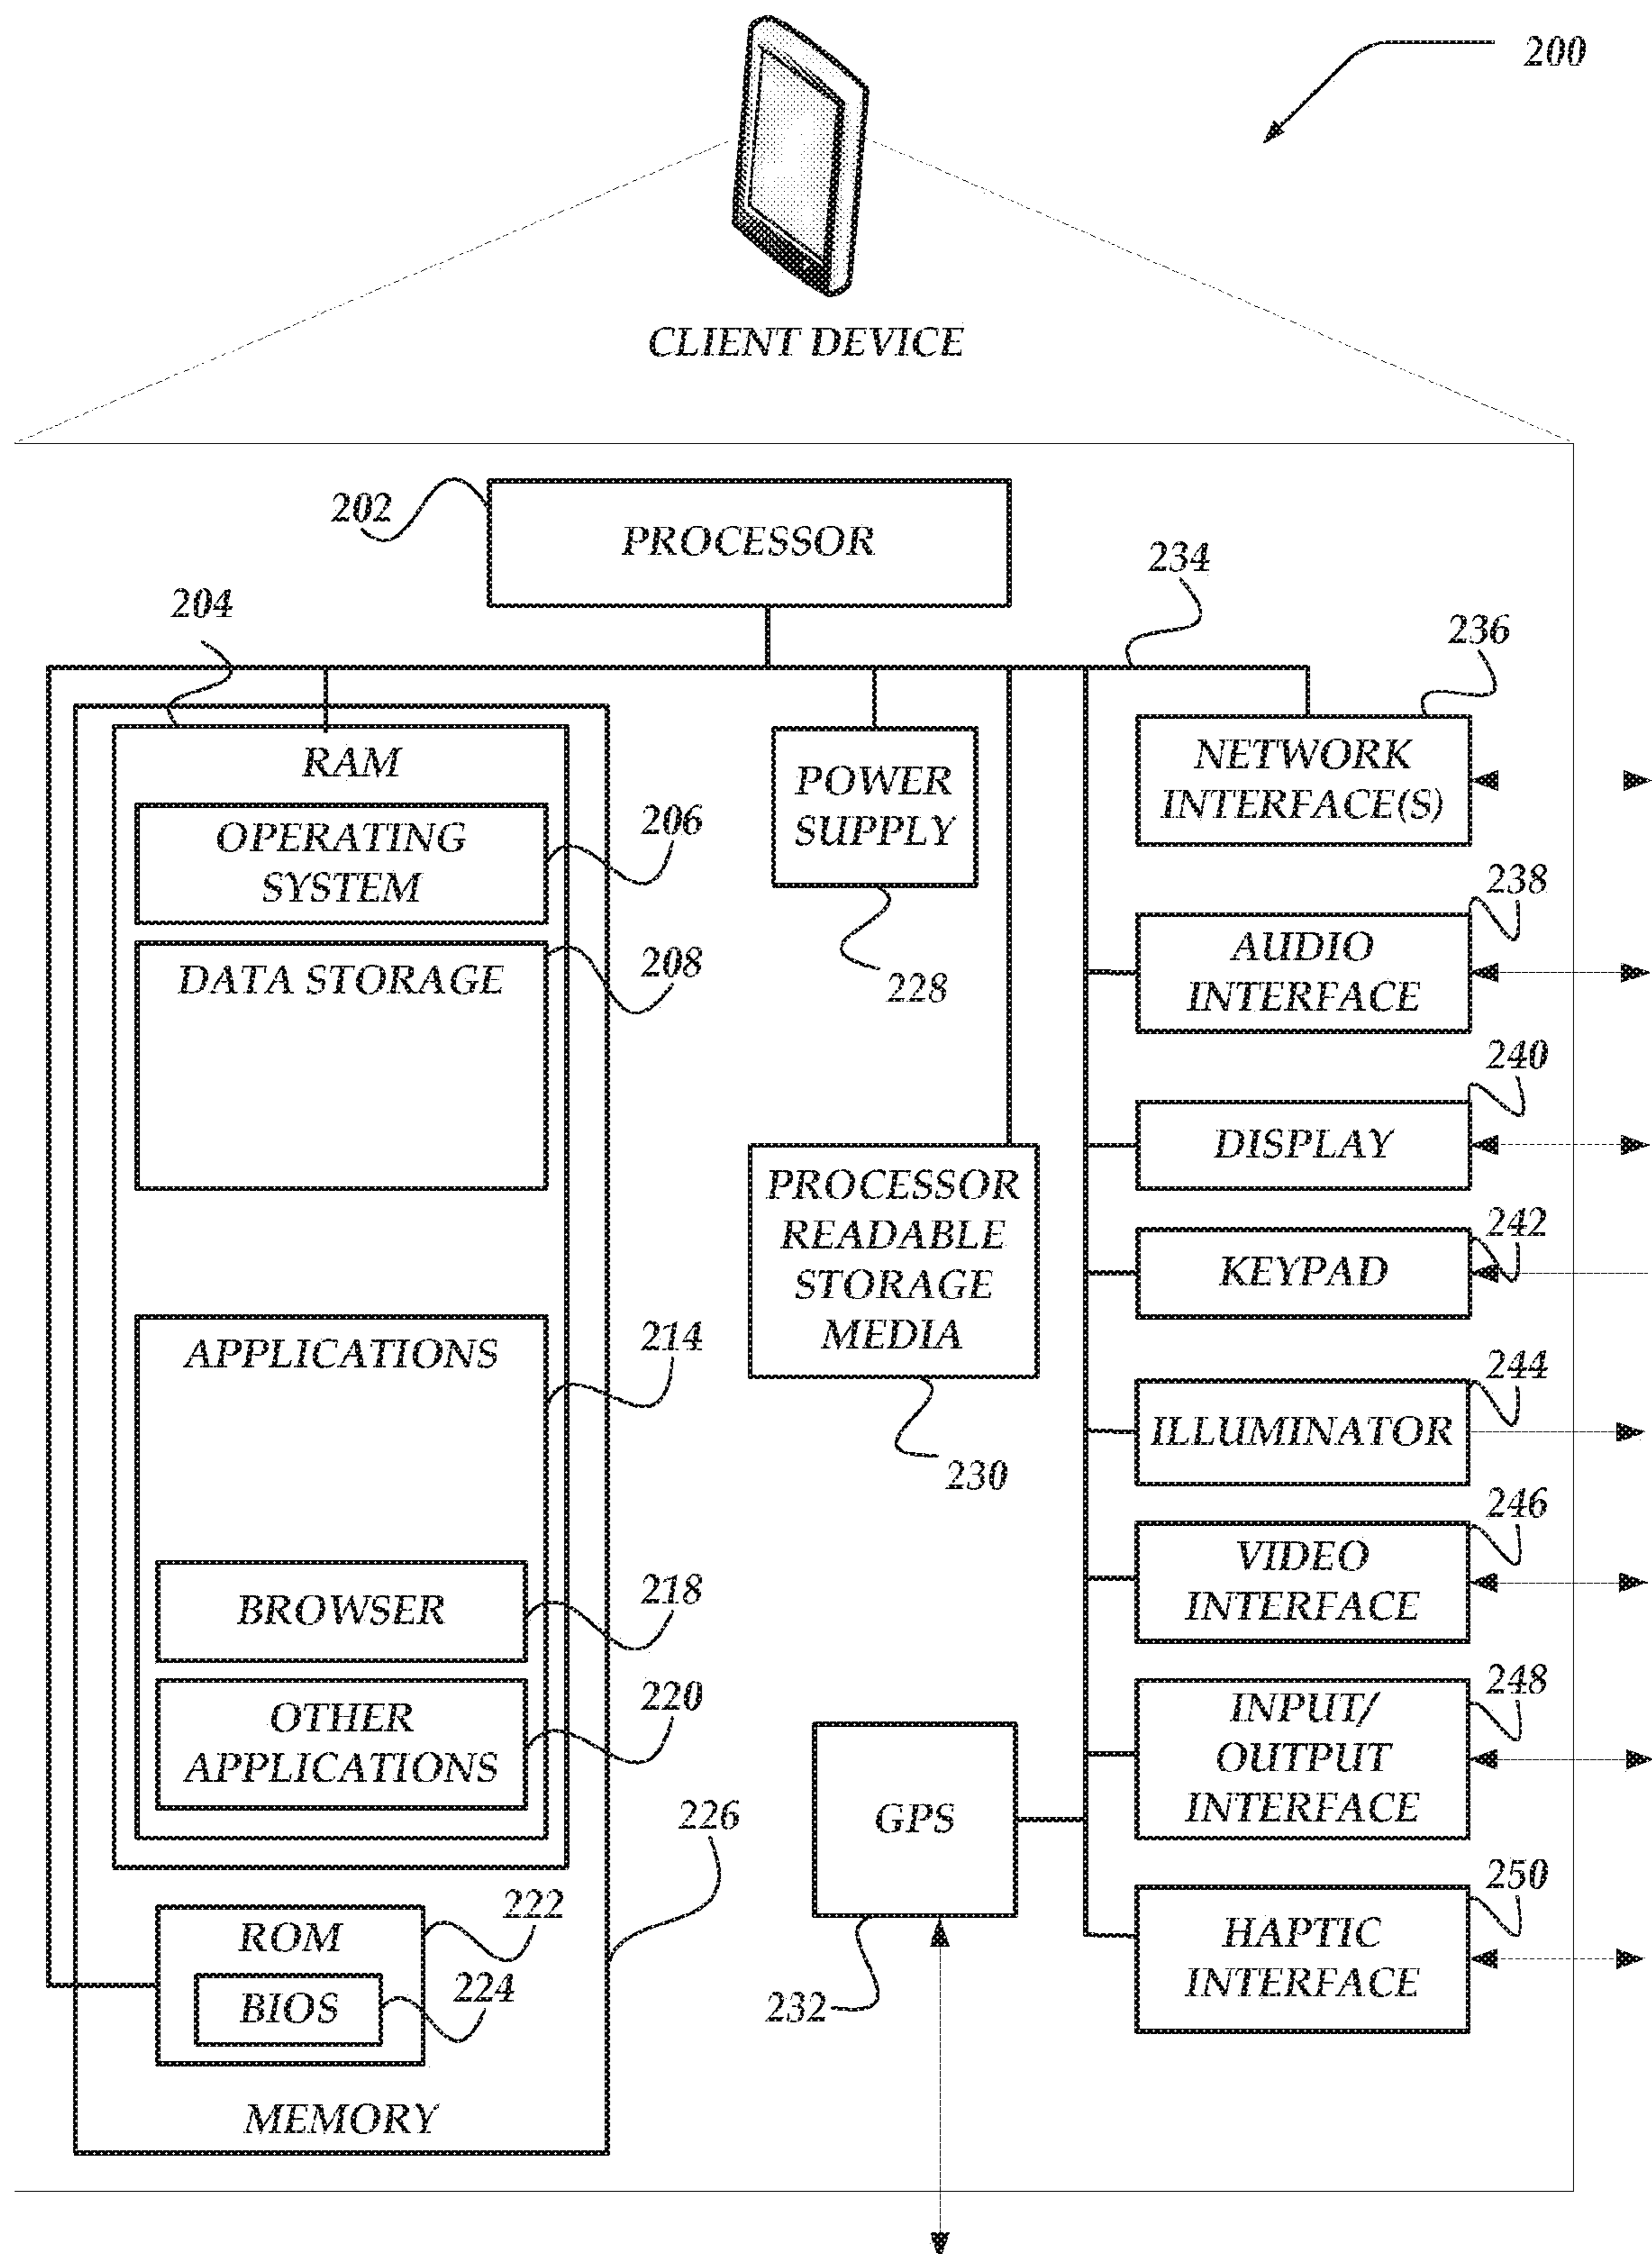 200
CLIENT DEVICE
202
PROCESSOR
204
234
236
RAM
OPERATING
SYSTEM
206
DATA STORAGE
208
APPLICATIONS
214
BROWSER
218
OTHER
APPLICATIONS
220
226
ROM
222
BIOS
224
MEMORY
POWER
SUPPLY
228
PROCESSOR
READABLE
STORAGE
MEDIA
230
GPS
232
NETWORK
INTERFACE(S)
238
AUDIO
INTERFACE
240
DISPLAY
242
KEYPAD
244
ILLUMINATOR
246
VIDEO
INTERFACE
248
INPUT/
OUTPUT
INTERFACE
250
HAPTIC
INTERFACE